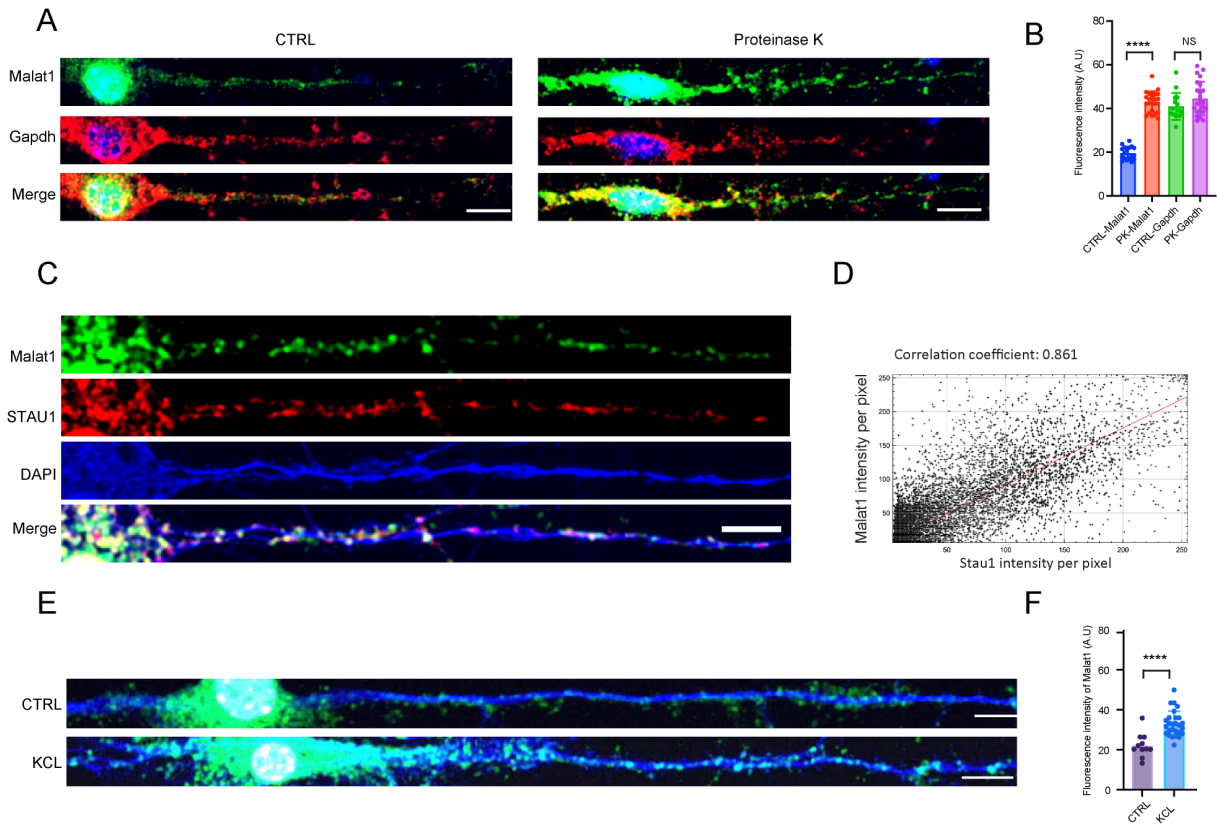 A
CTRL
Proteinase K
Malat1
Gapdh
Merge
B
Fluorescence intensity (A.U)
80
60
40
20
0
****
NS
CTRL-Malat1
PK-Malat1
CTRL-Gapdh
PK-Gapdh
C
Malat1
STAU1
DAPI
Merge
D
Correlation coefficient: 0.861
Malat1 intensity per pixel
250
200
150
100
50
50
100
150
200
250
Stau1 intensity per pixel
E
CTRL
KCL
F
Fluorescence intensity of Malat1 (A.U)
80
60
40
20
0
****
CTRL
KCL